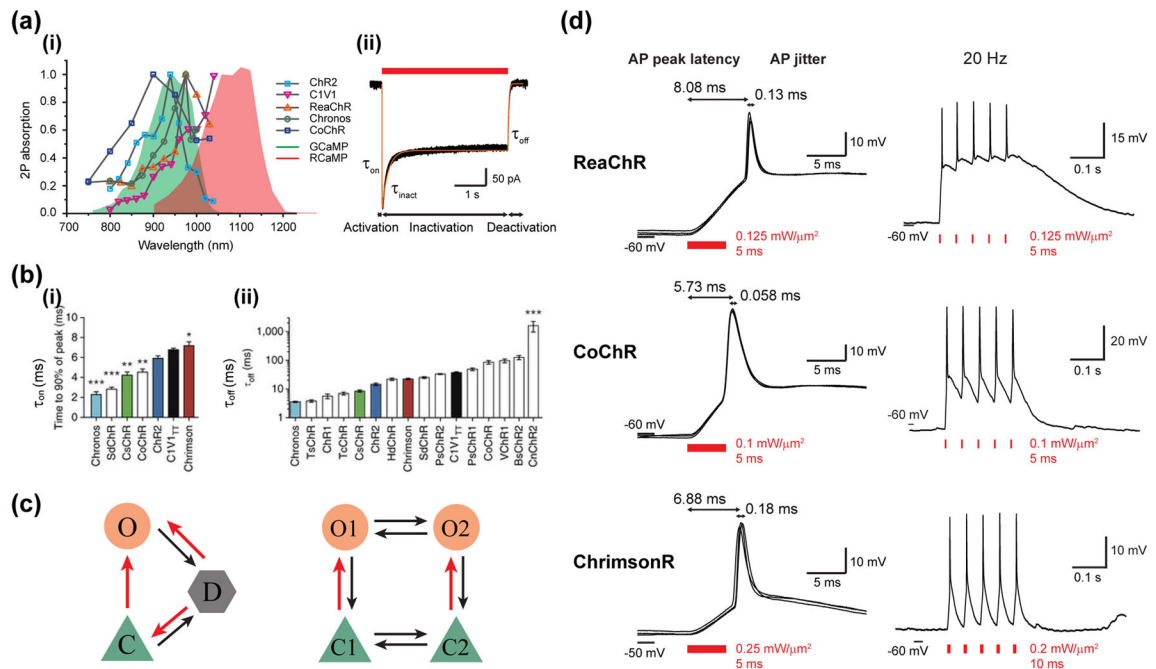 (a)
(i)
2P absorption
1.0
0.8
0.6
0.4
0.2
0.0
700 800 900 1000 1100 1200
Wavelength (nm)
ChR2
C1V1
ReaChR
Chronos
CoChR
GCaMP
RCaMP
(ii)
τon
τinact
τoff
50 pA
1 s
Activation Inactivation Deactivation
(b)
(i)
τon (ms)
Time to 90% of peak (ms)
10
8
6
4
2
0
***
***
**
**
*
Chronos
SdChR
CsChR
CoChR
ChR2
C1V1TT
Chrimson
(ii)
τoff (ms)
τoff (ms)
1,000
100
10
1
***
Chronos
TsChR
ChR1
TcChR
CsChR
ChR2
HdChR
Chrimson
SdChR
PsChR2
C1V1TT
PsChR1
CoChR
VChR1
BsChR2
CnChR2
(c)
O
D
C
O1
O2
C1
C2
(d)
AP peak latency AP jitter
20 Hz
8.08 ms
0.13 ms
ReaChR
10 mV
5 ms
-60 mV
0.125 mW/μm²
5 ms
15 mV
0.1 s
-60 mV
0.125 mW/μm²
5 ms
5.73 ms
0.058 ms
CoChR
10 mV
5 ms
-60 mV
0.1 mW/μm²
5 ms
20 mV
0.1 s
-60 mV
0.1 mW/μm²
5 ms
6.88 ms
0.18 ms
ChrimsonR
10 mV
5 ms
-50 mV
0.25 mW/μm²
5 ms
10 mV
0.1 s
-60 mV
0.2 mW/μm²
10 ms